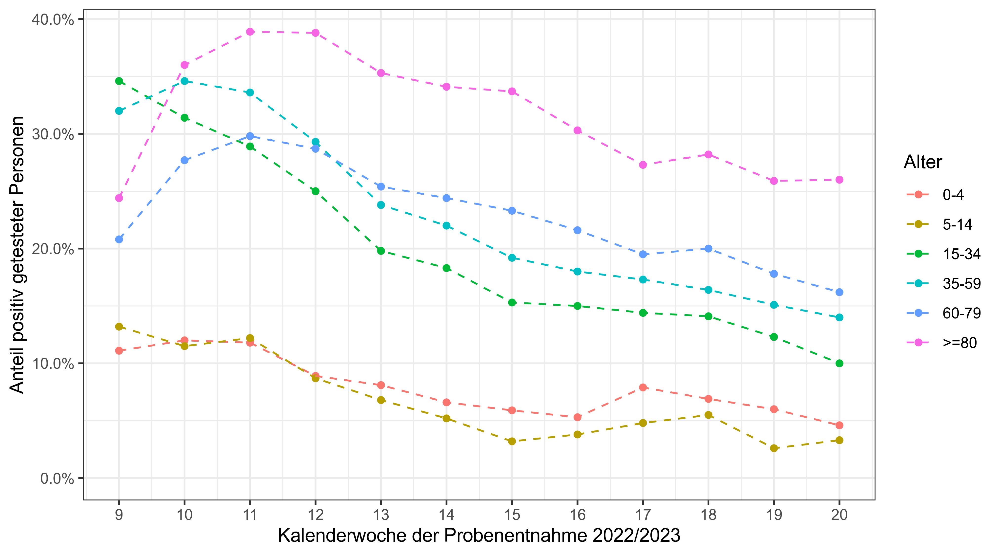 Anteil positiv getesteter Personen
40.0%
30.0%
20.0%
10.0%
0.0%
9 10 11 12 13 14 15 16 17 18 19 20
Kalenderwoche der Probenentnahme 2022/2023
Alter
0-4
5-14
15-34
35-59
60-79
>=80